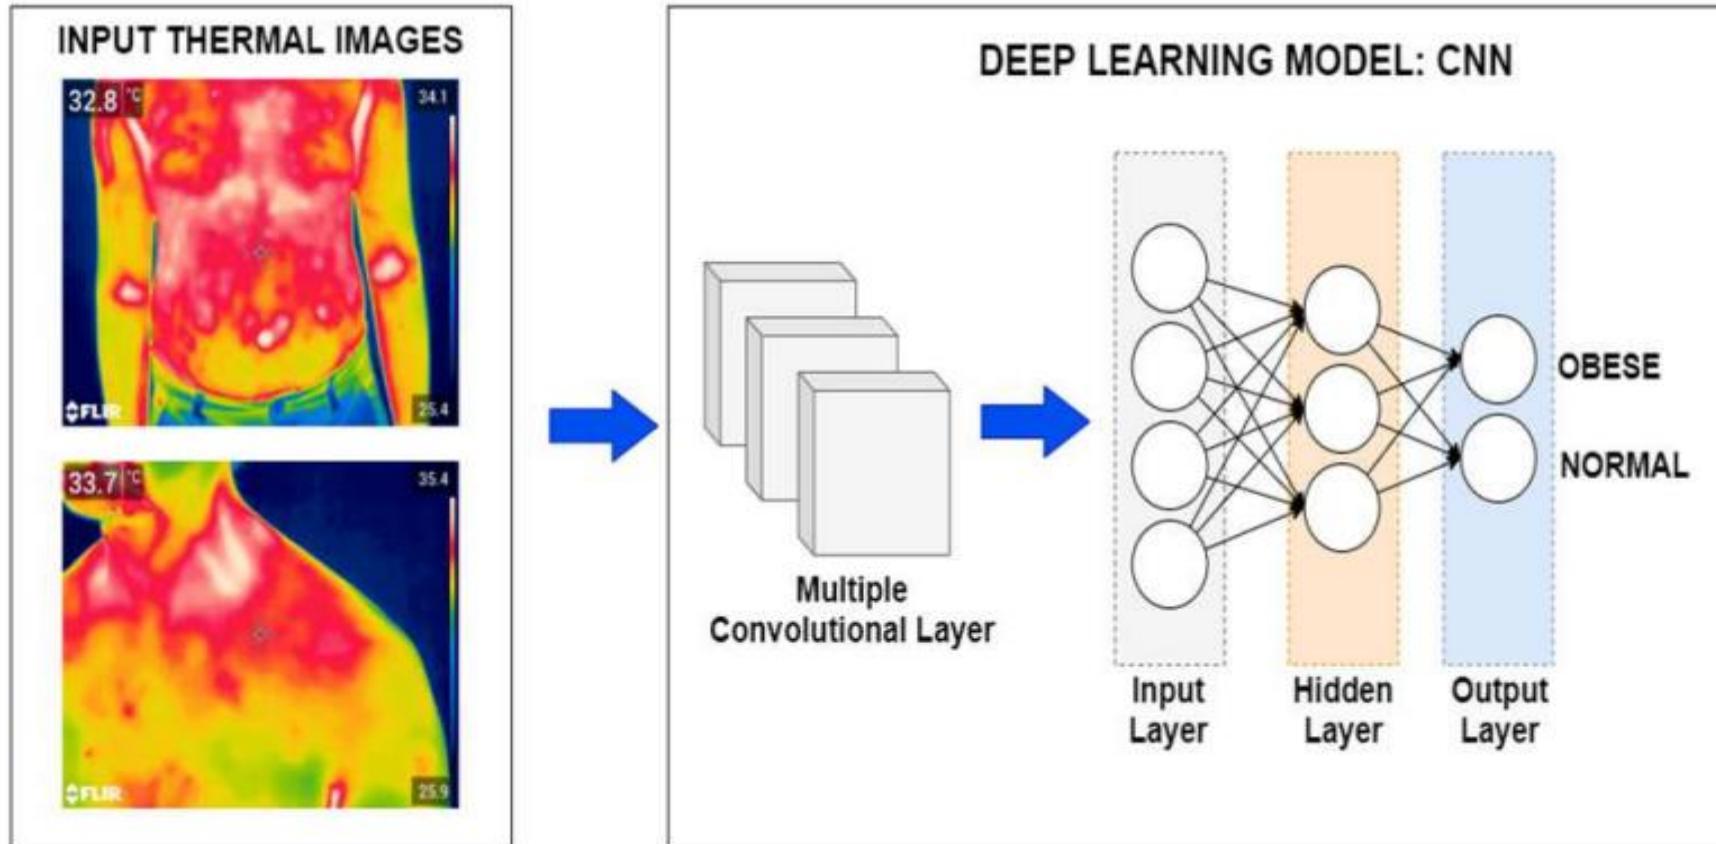 INPUT THERMAL IMAGES
32.8 °C
34.1
FLIR
25.4
33.7 °C
35.4
FLIR
25.9
DEEP LEARNING MODEL: CNN
Multiple
Convolutional Layer
Input
Layer
Hidden
Layer
Output
Layer
OBESE
NORMAL